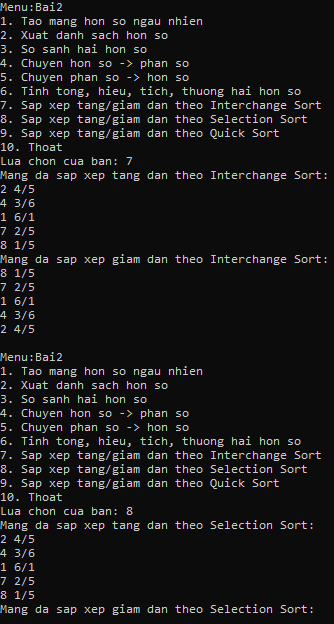 Menu:Bai2
1. Tao mang hon so ngau nhien
2. Xuat danh sach hon so
3. So sanh hai hon so
4. Chuyen hon so -> phan so
5. Chuyen phan so -> hon so
6. Tinh tong, hieu, tich, thuong hai hon so
7. Sap xep tang/giam dan theo Interchange Sort
8. Sap xep tang/giam dan theo Selection Sort
9. Sap xep tang/giam dan theo Quick Sort
10. Thoat
Lua chon cua ban: 7
Mang da sap xep tang dan theo Interchange Sort:
2 4/5
4 3/6
1 6/1
7 2/5
8 1/5
Mang da sap xep giam dan theo Interchange Sort:
8 1/5
7 2/5
1 6/1
4 3/6
2 4/5
Menu:Bai2
1. Tao mang hon so ngau nhien
2. Xuat danh sach hon so
3. So sanh hai hon so
4. Chuyen hon so -> phan so
5. Chuyen phan so -> hon so
6. Tinh tong, hieu, tich, thuong hai hon so
7. Sap xep tang/giam dan theo Interchange Sort
8. Sap xep tang/giam dan theo Selection Sort
9. Sap xep tang/giam dan theo Quick Sort
10. Thoat
Lua chon cua ban: 8
Mang da sap xep tang dan theo Selection Sort:
2 4/5
4 3/6
1 6/1
7 2/5
8 1/5
Mang da sap xep giam dan theo Selection Sort: